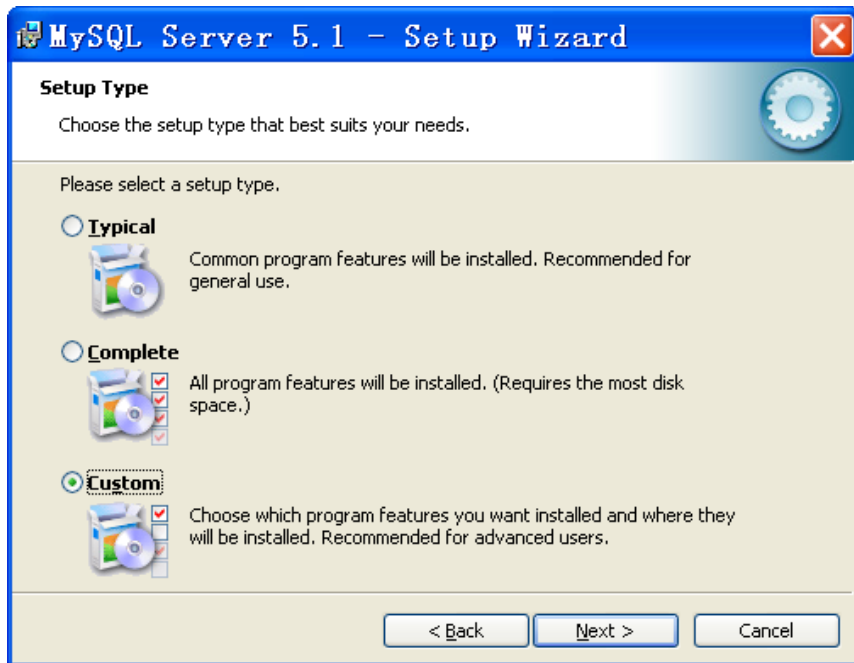 MySQL Server 5.1 - Setup Wizard
Setup Type
Choose the setup type that best suits your needs.
Please select a setup type.
Typical
Common program features will be installed. Recommended for
general use.
Complete
All program features will be installed. (Requires the most disk
space.)
Custom
Choose which program features you want installed and where they
will be installed. Recommended for advanced users.
< Back
Next >
Cancel